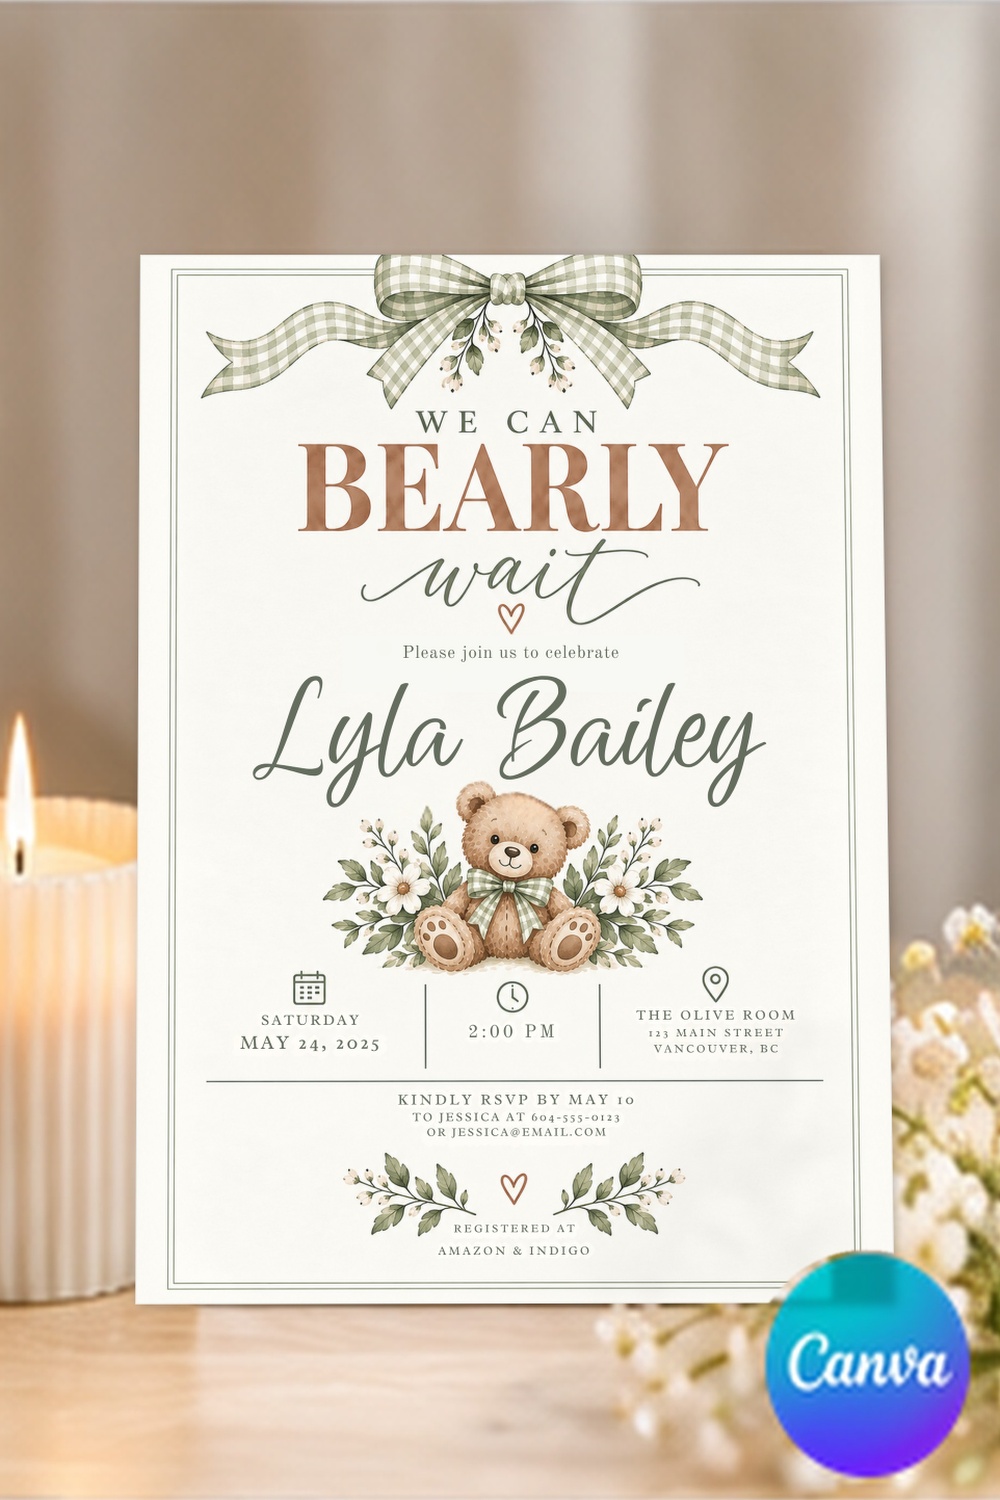 WE CAN
BEARLY
wait
Please join us to celebrate
Lyla Bailey
SATURDAY
MAY 24, 2025
2:00 PM
THE OLIVE ROOM
123 MAIN STREET
VANCOUVER, BC
KINDLY RSVP BY MAY 10
TO JESSICA AT 604-555-0123
OR JESSICA@EMAIL.COM
REGISTERED AT
AMAZON & INDIGO
Canva